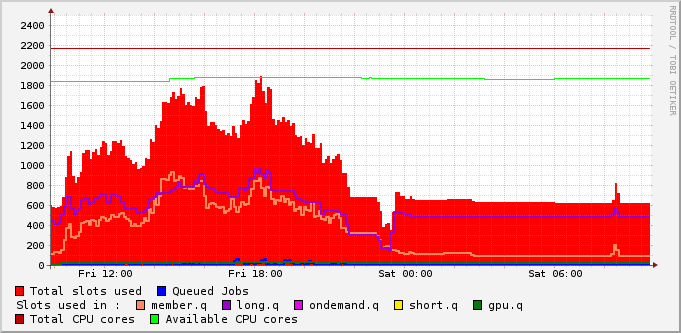 RRDTOOL / TOBI OETIKER
2400
2200
2000
1800
1600
1400
1200
1000
800
600
400
200
0
Fri 12:00 Fri 18:00 Sat 00:00 Sat 06:00
Total slots used Queued Jobs
Slots used in : member.q long.q ondemand.q short.q gpu.q
Total CPU cores Available CPU cores